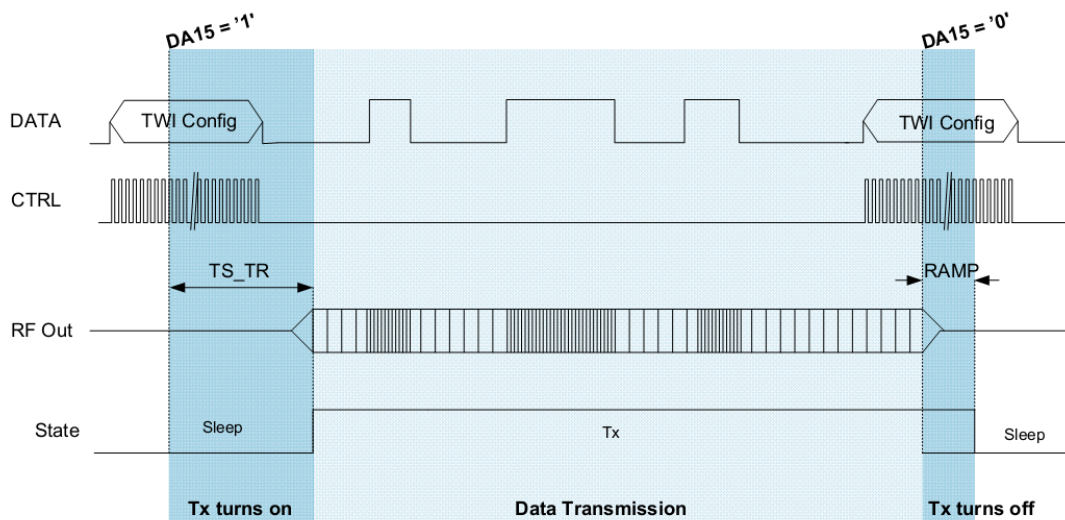 DA15 = '1'
DA15 = '0'
DATA
TWI Config
TWI Config
CTRL
TS_TR
RAMP
RF Out
State
Sleep
Tx
Sleep
Tx turns on
Data Transmission
Tx turns off